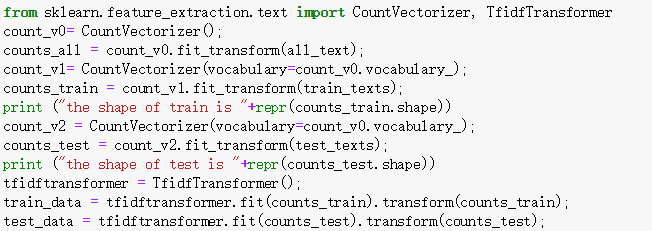 from sklearn.feature_extraction.text import CountVectorizer, TfidfTransformer
count_v0= CountVectorizer();
counts_all = count_v0.fit_transform(all_text);
count_v1= CountVectorizer(vocabulary=count_v0.vocabulary_);
counts_train = count_v1.fit_transform(train_texts);
print ("the shape of train is "+repr(counts_train.shape))
count_v2 = CountVectorizer(vocabulary=count_v0.vocabulary_);
counts_test = count_v2.fit_transform(test_texts);
print ("the shape of test is "+repr(counts_test.shape))
tfidftransformer = TfidfTransformer();
train_data = tfidftransformer.fit(counts_train).transform(counts_train);
test_data = tfidftransformer.fit(counts_test).transform(counts_test);